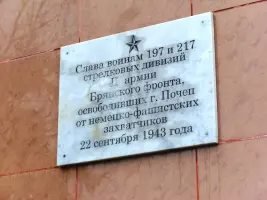 Слава воинам 197 и 217
стрелковых дивизий
11 армии
Брянского фронта,
освободивших г. Почеп
от немецко-фашистских
захватчиков
22 сентября 1943 года